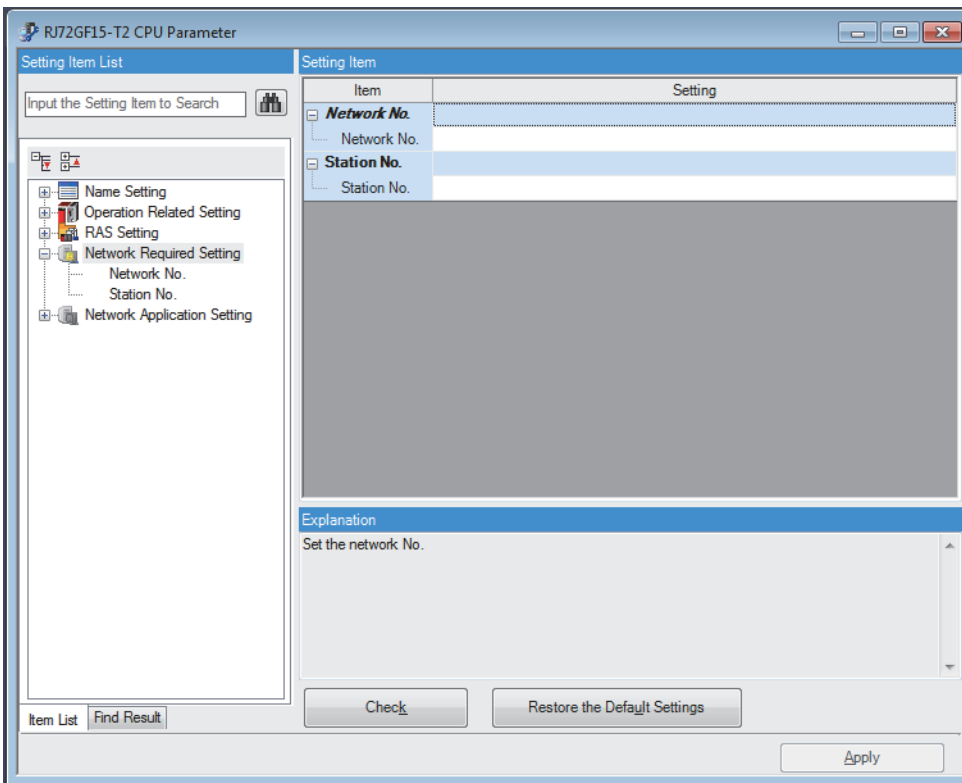 RJ72GF15-T2 CPU Parameter
Setting Item List
Input the Setting Item to Search
Name Setting
Operation Related Setting
RAS Setting
Network Required Setting
Network No.
Station No.
Network Application Setting
Item List Find Result
Setting Item
Item Setting
Network No.
Network No.
Station No.
Station No.
Explanation
Set the network No.
Check Restore the Default Settings
Apply